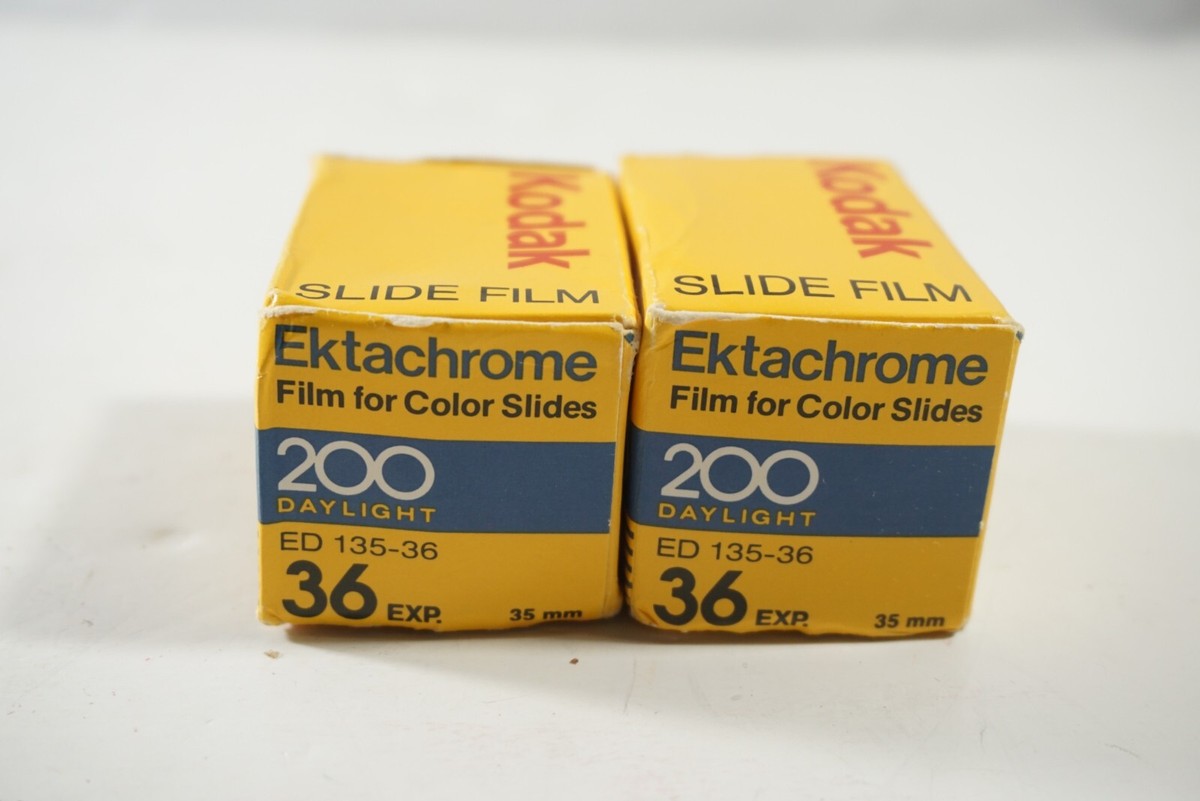 Kodak
SLIDE FILM
Ektachrome
Film for Color Slides
200
DAYLIGHT
ED 135-36
36 EXP. 35 mm
Kodak
SLIDE FILM
Ektachrome
Film for Color Slides
200
DAYLIGHT
ED 135-36
36 EXP. 35 mm